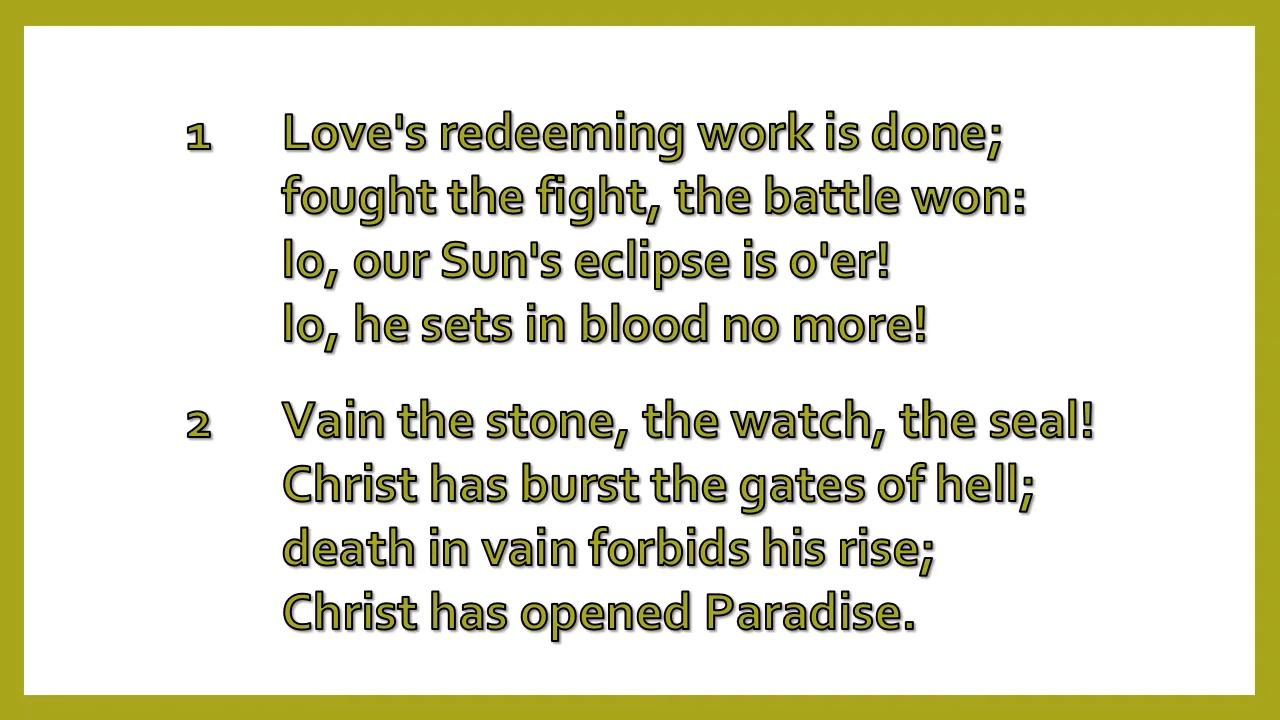 1 Love's redeeming work is done;
fought the fight, the battle won:
lo, our Sun's eclipse is o'er!
lo, he sets in blood no more!
2 Vain the stone, the watch, the seal!
Christ has burst the gates of hell;
death in vain forbids his rise;
Christ has opened Paradise.